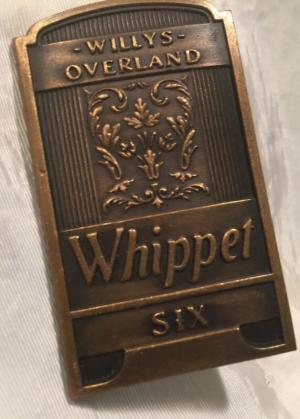 -WILLYS-
OVERLAND
Whippet
SIX